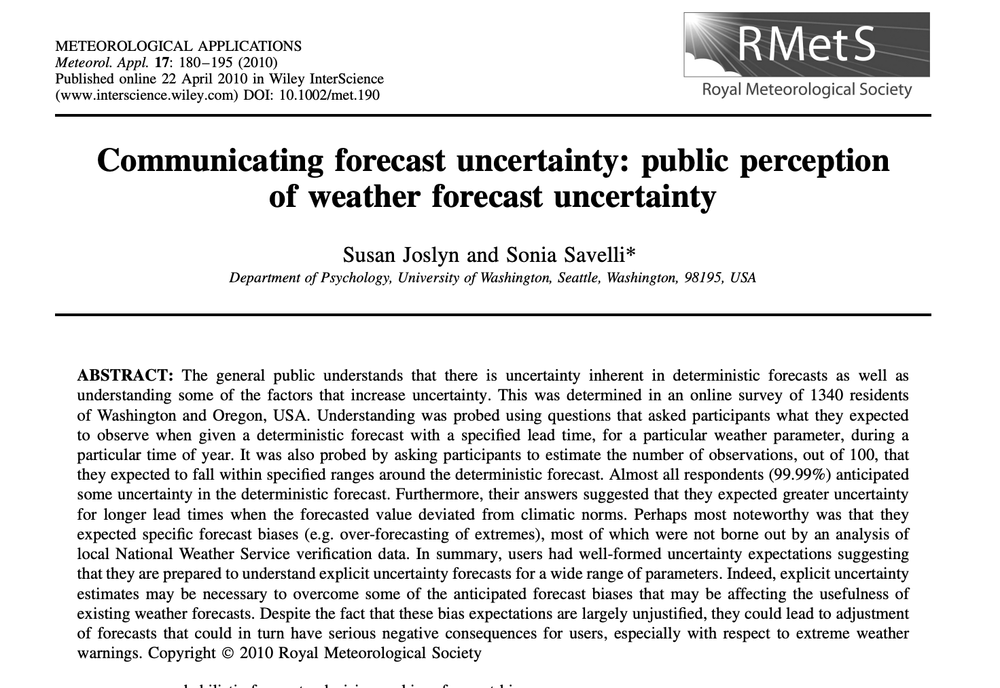 METEOROLOGICAL APPLICATIONS
Meteorol. Appl. 17: 180–195 (2010)
Published online 22 April 2010 in Wiley InterScience
(www.interscience.wiley.com) DOI: 10.1002/met.190
RMetS
Royal Meteorological Society
Communicating forecast uncertainty: public perception
of weather forecast uncertainty
Susan Joslyn and Sonia Savelli*
Department of Psychology, University of Washington, Seattle, Washington, 98195, USA
ABSTRACT: The general public understands that there is uncertainty inherent in deterministic forecasts as well as
understanding some of the factors that increase uncertainty. This was determined in an online survey of 1340 residents
of Washington and Oregon, USA. Understanding was probed using questions that asked participants what they expected
to observe when given a deterministic forecast with a specified lead time, for a particular weather parameter, during a
particular time of year. It was also probed by asking participants to estimate the number of observations, out of 100, that
they expected to fall within specified ranges around the deterministic forecast. Almost all respondents (99.99%) anticipated
some uncertainty in the deterministic forecast. Furthermore, their answers suggested that they expected greater uncertainty
for longer lead times when the forecasted value deviated from climatic norms. Perhaps most noteworthy was that they
expected specific forecast biases (e.g. over-forecasting of extremes), most of which were not borne out by an analysis of
local National Weather Service verification data. In summary, users had well-formed uncertainty expectations suggesting
that they are prepared to understand explicit uncertainty forecasts for a wide range of parameters. Indeed, explicit uncertainty
estimates may be necessary to overcome some of the anticipated forecast biases that may be affecting the usefulness of
existing weather forecasts. Despite the fact that these bias expectations are largely unjustified, they could lead to adjustment
of forecasts that could in turn have serious negative consequences for users, especially with respect to extreme weather
warnings. Copyright © 2010 Royal Meteorological Society